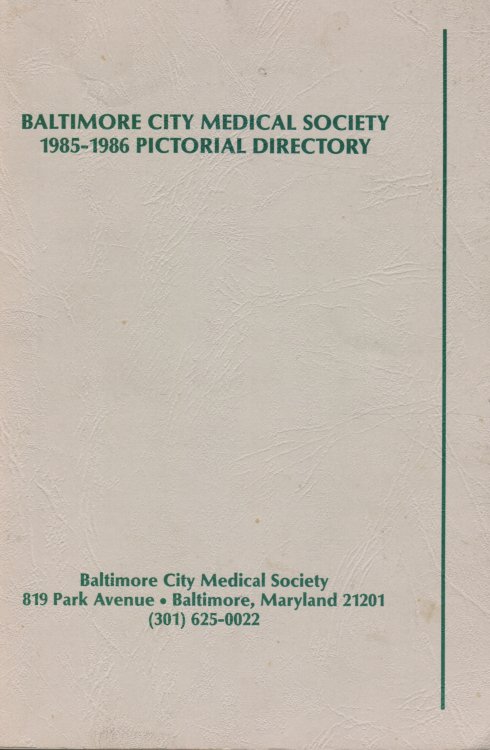 BALTIMORE CITY MEDICAL SOCIETY
1985-1986 PICTORIAL DIRECTORY
Baltimore City Medical Society
819 Park Avenue • Baltimore, Maryland 21201
(301) 625-0022